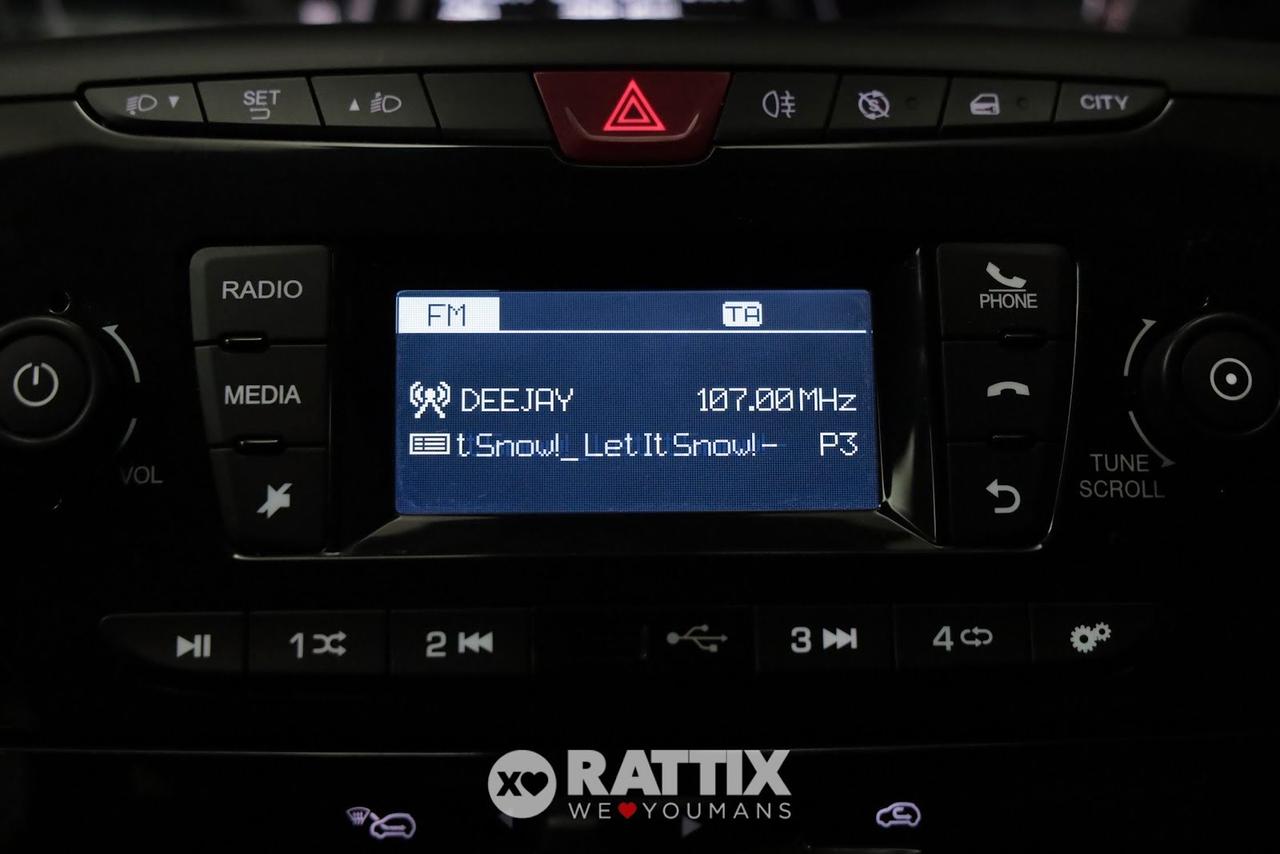 SET
CITY
RADIO
MEDIA
VOL
FM TA
DEEJAY 107.00 MHz
t Snow!_ Let It Snow! - P3
PHONE
TUNE
SCROLL
1 2 3 4
XO RATTIX
WE YOUMANS